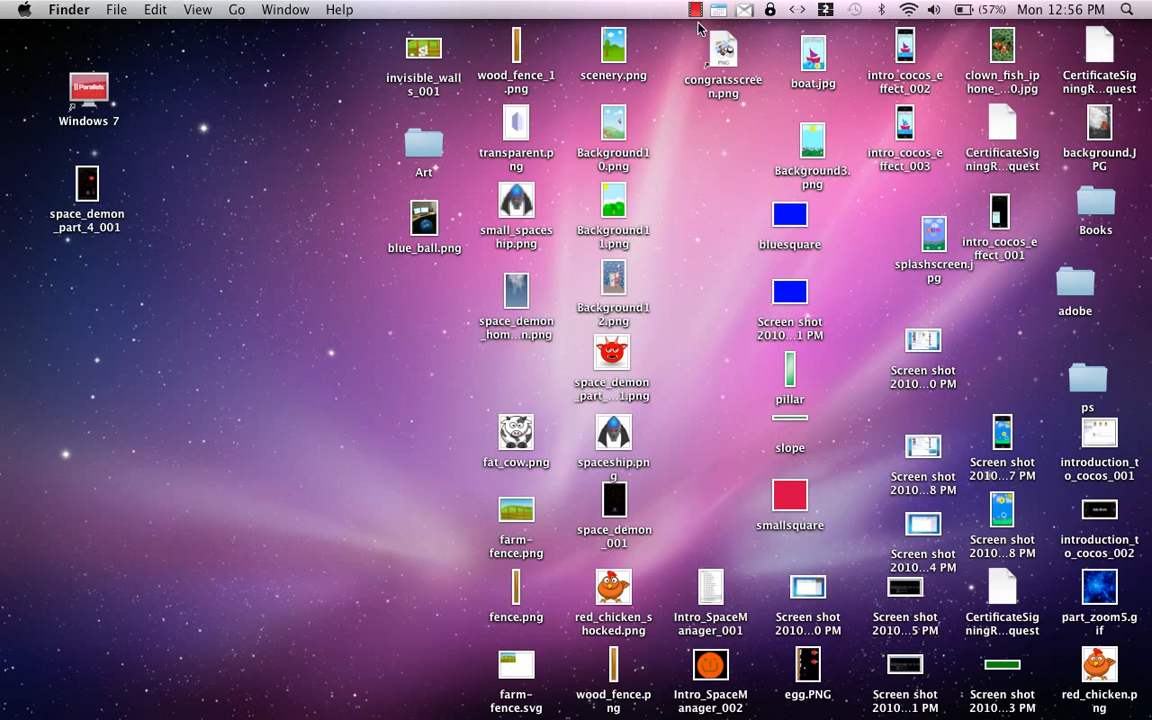 Finder File Edit View Go Window Help
2 (57%) Mon 12:56 PM
Parallels
Windows 7
space_demon
_part_4_001
invisible_wall
s_001
Art
blue_ball.png
wood_fence_1
.png
transparent.p
ng
small_spaces
hip.png
space_demon
_hom...n.png
fat_cow.png
farm-
fence.png
fence.png
farm-
fence.svg
scenery.png
Background1
0.png
Background1
1.png
Background1
2.png
space_demon
_part_...1.png
spaceship.pn
g
space_demon
_001
red_chicken_s
hocked.png
wood_fence.p
ng
PNG
congratsscree
n.png
Intro_SpaceM
anager_001
Intro_SpaceM
anager_002
boat.jpg
Background3.
png
bluesquare
Screen shot
2010...1 PM
pillar
slope
smallsquare
Screen shot
2010...0 PM
egg.PNG
intro_cocos_e
ffect_002
intro_cocos_e
ffect_003
splashscreen.j
pg
Screen shot
2010...0 PM
Screen shot
2010...8 PM
Screen shot
2010...4 PM
Screen shot
2010...5 PM
Screen shot
2010...1 PM
clown_fish_ip
hone_...0.jpg
CertificateSig
ningR...quest
intro_cocos_e
ffect_001
Screen shot
2010...7 PM
Screen shot
2010...8 PM
CertificateSig
ningR...quest
Screen shot
2010...3 PM
CertificateSig
ningR...quest
background.J
PG
Books
adobe
ps
introduction_t
o_cocos_001
introduction_t
o_cocos_002
part_zoom5.g
if
red_chicken.p
ng